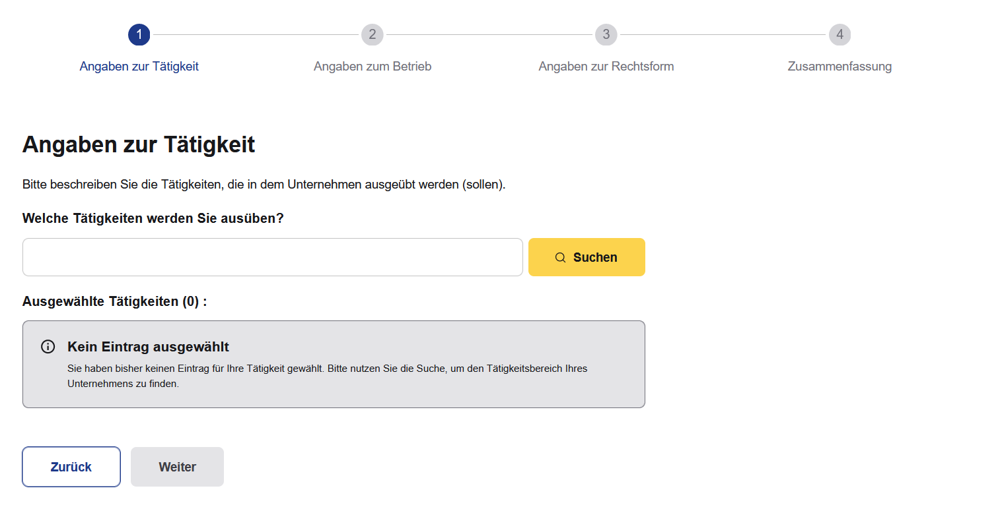 1
2
3
4
Angaben zur Tätigkeit
Angaben zum Betrieb
Angaben zur Rechtsform
Zusammenfassung
Angaben zur Tätigkeit
Bitte beschreiben Sie die Tätigkeiten, die in dem Unternehmen ausgeübt werden (sollen).
Welche Tätigkeiten werden Sie ausüben?
Suchen
Ausgewählte Tätigkeiten (0) :
Kein Eintrag ausgewählt
Sie haben bisher keinen Eintrag für Ihre Tätigkeit gewählt. Bitte nutzen Sie die Suche, um den Tätigkeitsbereich Ihres
Unternehmens zu finden.
Zurück
Weiter